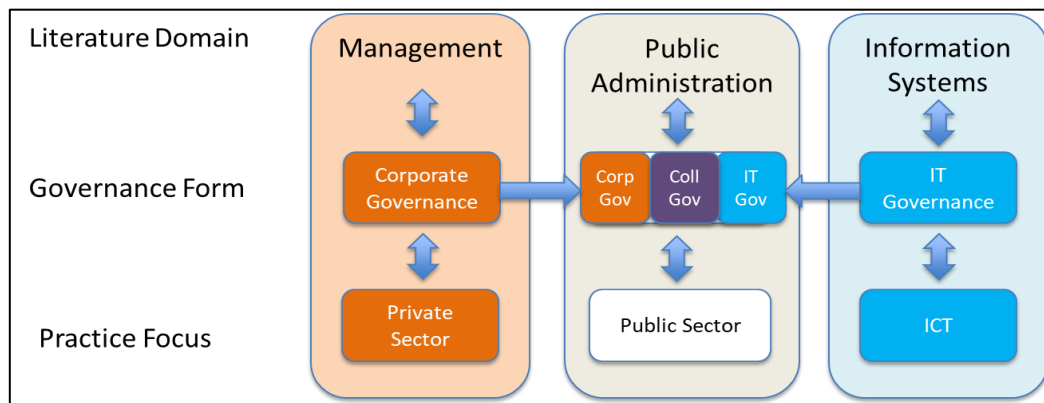 Literature Domain
Management
Public
Administration
Information
Systems
Governance Form
Corporate
Governance
Corp
Gov
Coll
Gov
IT
Gov
IT
Governance
Practice Focus
Private
Sector
Public Sector
ICT